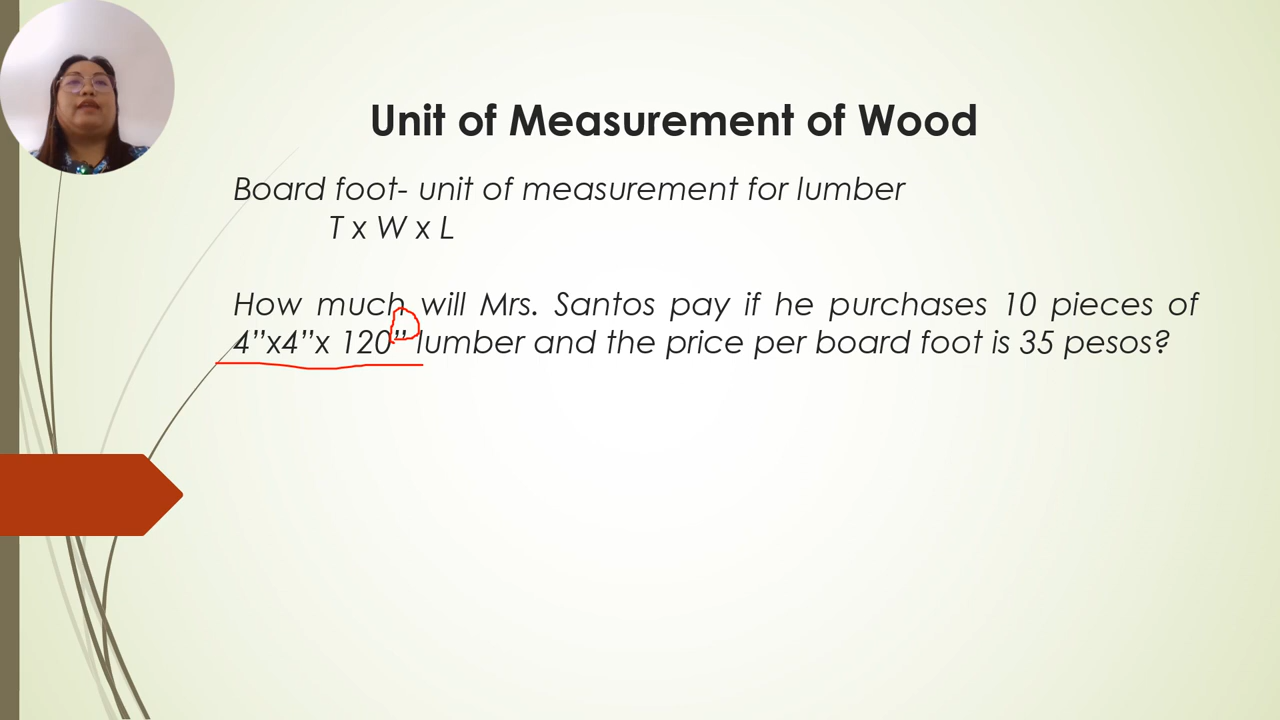 Unit of Measurement of Wood
Board foot- unit of measurement for lumber
T x W x L
How much will Mrs. Santos pay if he purchases 10 pieces of
4”x4”x 120” lumber and the price per board foot is 35 pesos?